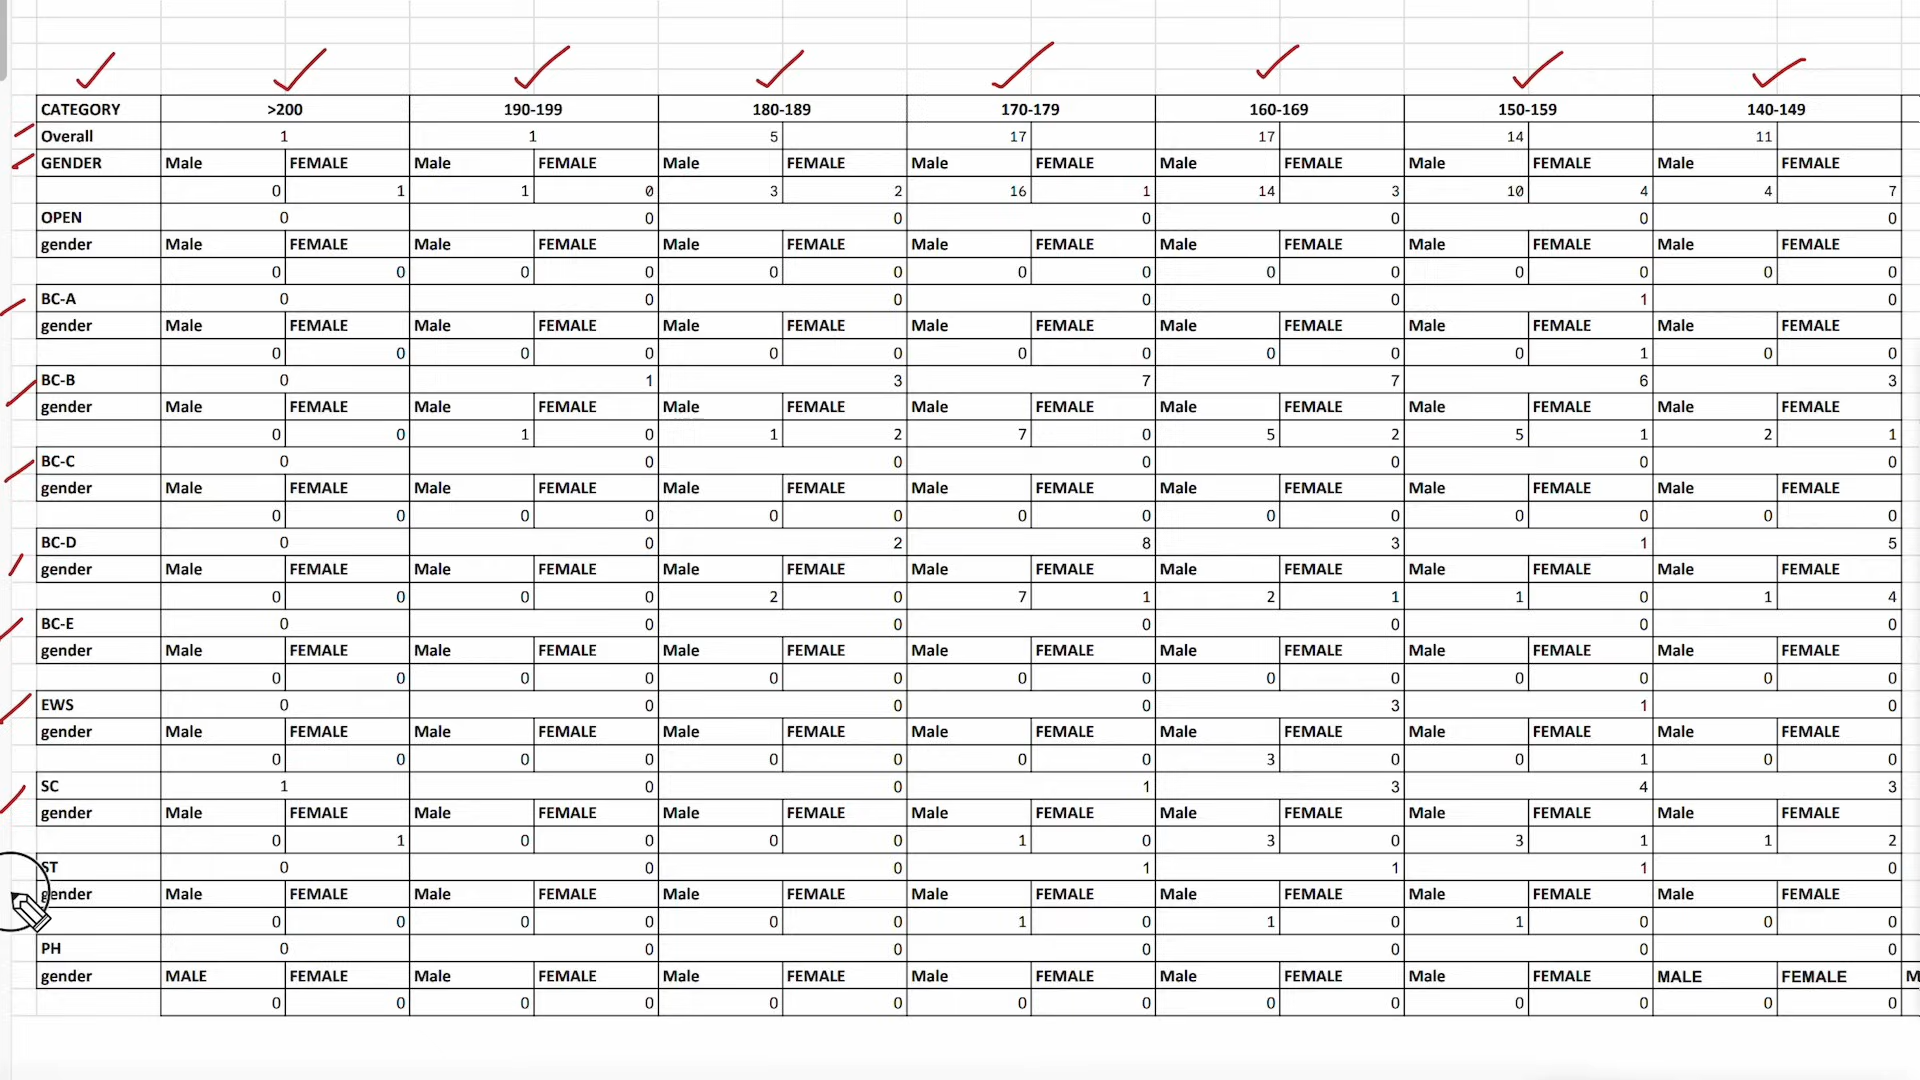 CATEGORY >200 190-199 180-189 170-179 160-169 150-159 140-149
Overall 1 1 5 17 17 14 11
GENDER Male FEMALE Male FEMALE Male FEMALE Male FEMALE Male FEMALE Male FEMALE Male FEMALE
0 1 1 0 3 2 16 1 14 3 10 4 4 7
OPEN 0 0 0 0 0 0 0
gender Male FEMALE Male FEMALE Male FEMALE Male FEMALE Male FEMALE Male FEMALE Male FEMALE
0 0 0 0 0 0 0 0 0 0 0 0 0 0
BC-A 0 0 0 0 0 1 0
gender Male FEMALE Male FEMALE Male FEMALE Male FEMALE Male FEMALE Male FEMALE Male FEMALE
0 0 0 0 0 0 0 0 0 0 0 1 0 0
BC-B 0 1 3 7 7 6 3
gender Male FEMALE Male FEMALE Male FEMALE Male FEMALE Male FEMALE Male FEMALE Male FEMALE
0 0 1 0 1 2 7 0 5 2 5 1 2 1
BC-C 0 0 0 0 0 0 0
gender Male FEMALE Male FEMALE Male FEMALE Male FEMALE Male FEMALE Male FEMALE Male FEMALE
0 0 0 0 0 0 0 0 0 0 0 0 0 0
BC-D 0 0 2 8 3 1 5
gender Male FEMALE Male FEMALE Male FEMALE Male FEMALE Male FEMALE Male FEMALE Male FEMALE
0 0 0 0 2 0 7 1 2 1 1 0 1 4
BC-E 0 0 0 0 0 0 0
gender Male FEMALE Male FEMALE Male FEMALE Male FEMALE Male FEMALE Male FEMALE Male FEMALE
0 0 0 0 0 0 0 0 0 0 0 0 0 0
EWS 0 0 0 0 3 1 0
gender Male FEMALE Male FEMALE Male FEMALE Male FEMALE Male FEMALE Male FEMALE Male FEMALE
0 0 0 0 0 0 0 0 3 0 0 1 0 0
SC 1 0 0 1 3 4 3
gender Male FEMALE Male FEMALE Male FEMALE Male FEMALE Male FEMALE Male FEMALE Male FEMALE
0 1 0 0 0 0 1 0 3 0 3 1 1 2
ST 0 0 0 1 1 1 0
gender Male FEMALE Male FEMALE Male FEMALE Male FEMALE Male FEMALE Male FEMALE Male FEMALE
0 0 0 0 0 0 1 0 1 0 1 0 0 0
PH 0 0 0 0 0 0 0
gender MALE FEMALE Male FEMALE Male FEMALE Male FEMALE Male FEMALE Male FEMALE MALE FEMALE
0 0 0 0 0 0 0 0 0 0 0 0 0 0